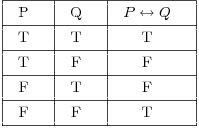 P Q P ↔ Q
T T T
T F F
F T F
F F T